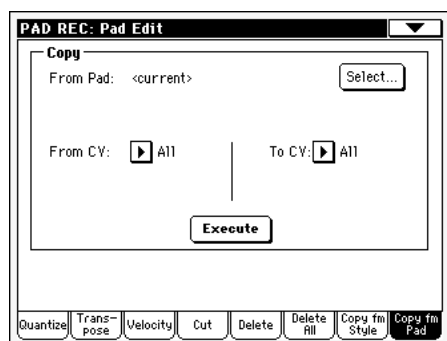 PAD REC: Pad Edit
Copy
From Pad: <current> Select...
From CV: All To CV: All
Execute
Quantize Trans-pose Velocity Cut Delete Delete All Copy fm Style Copy fm Pad